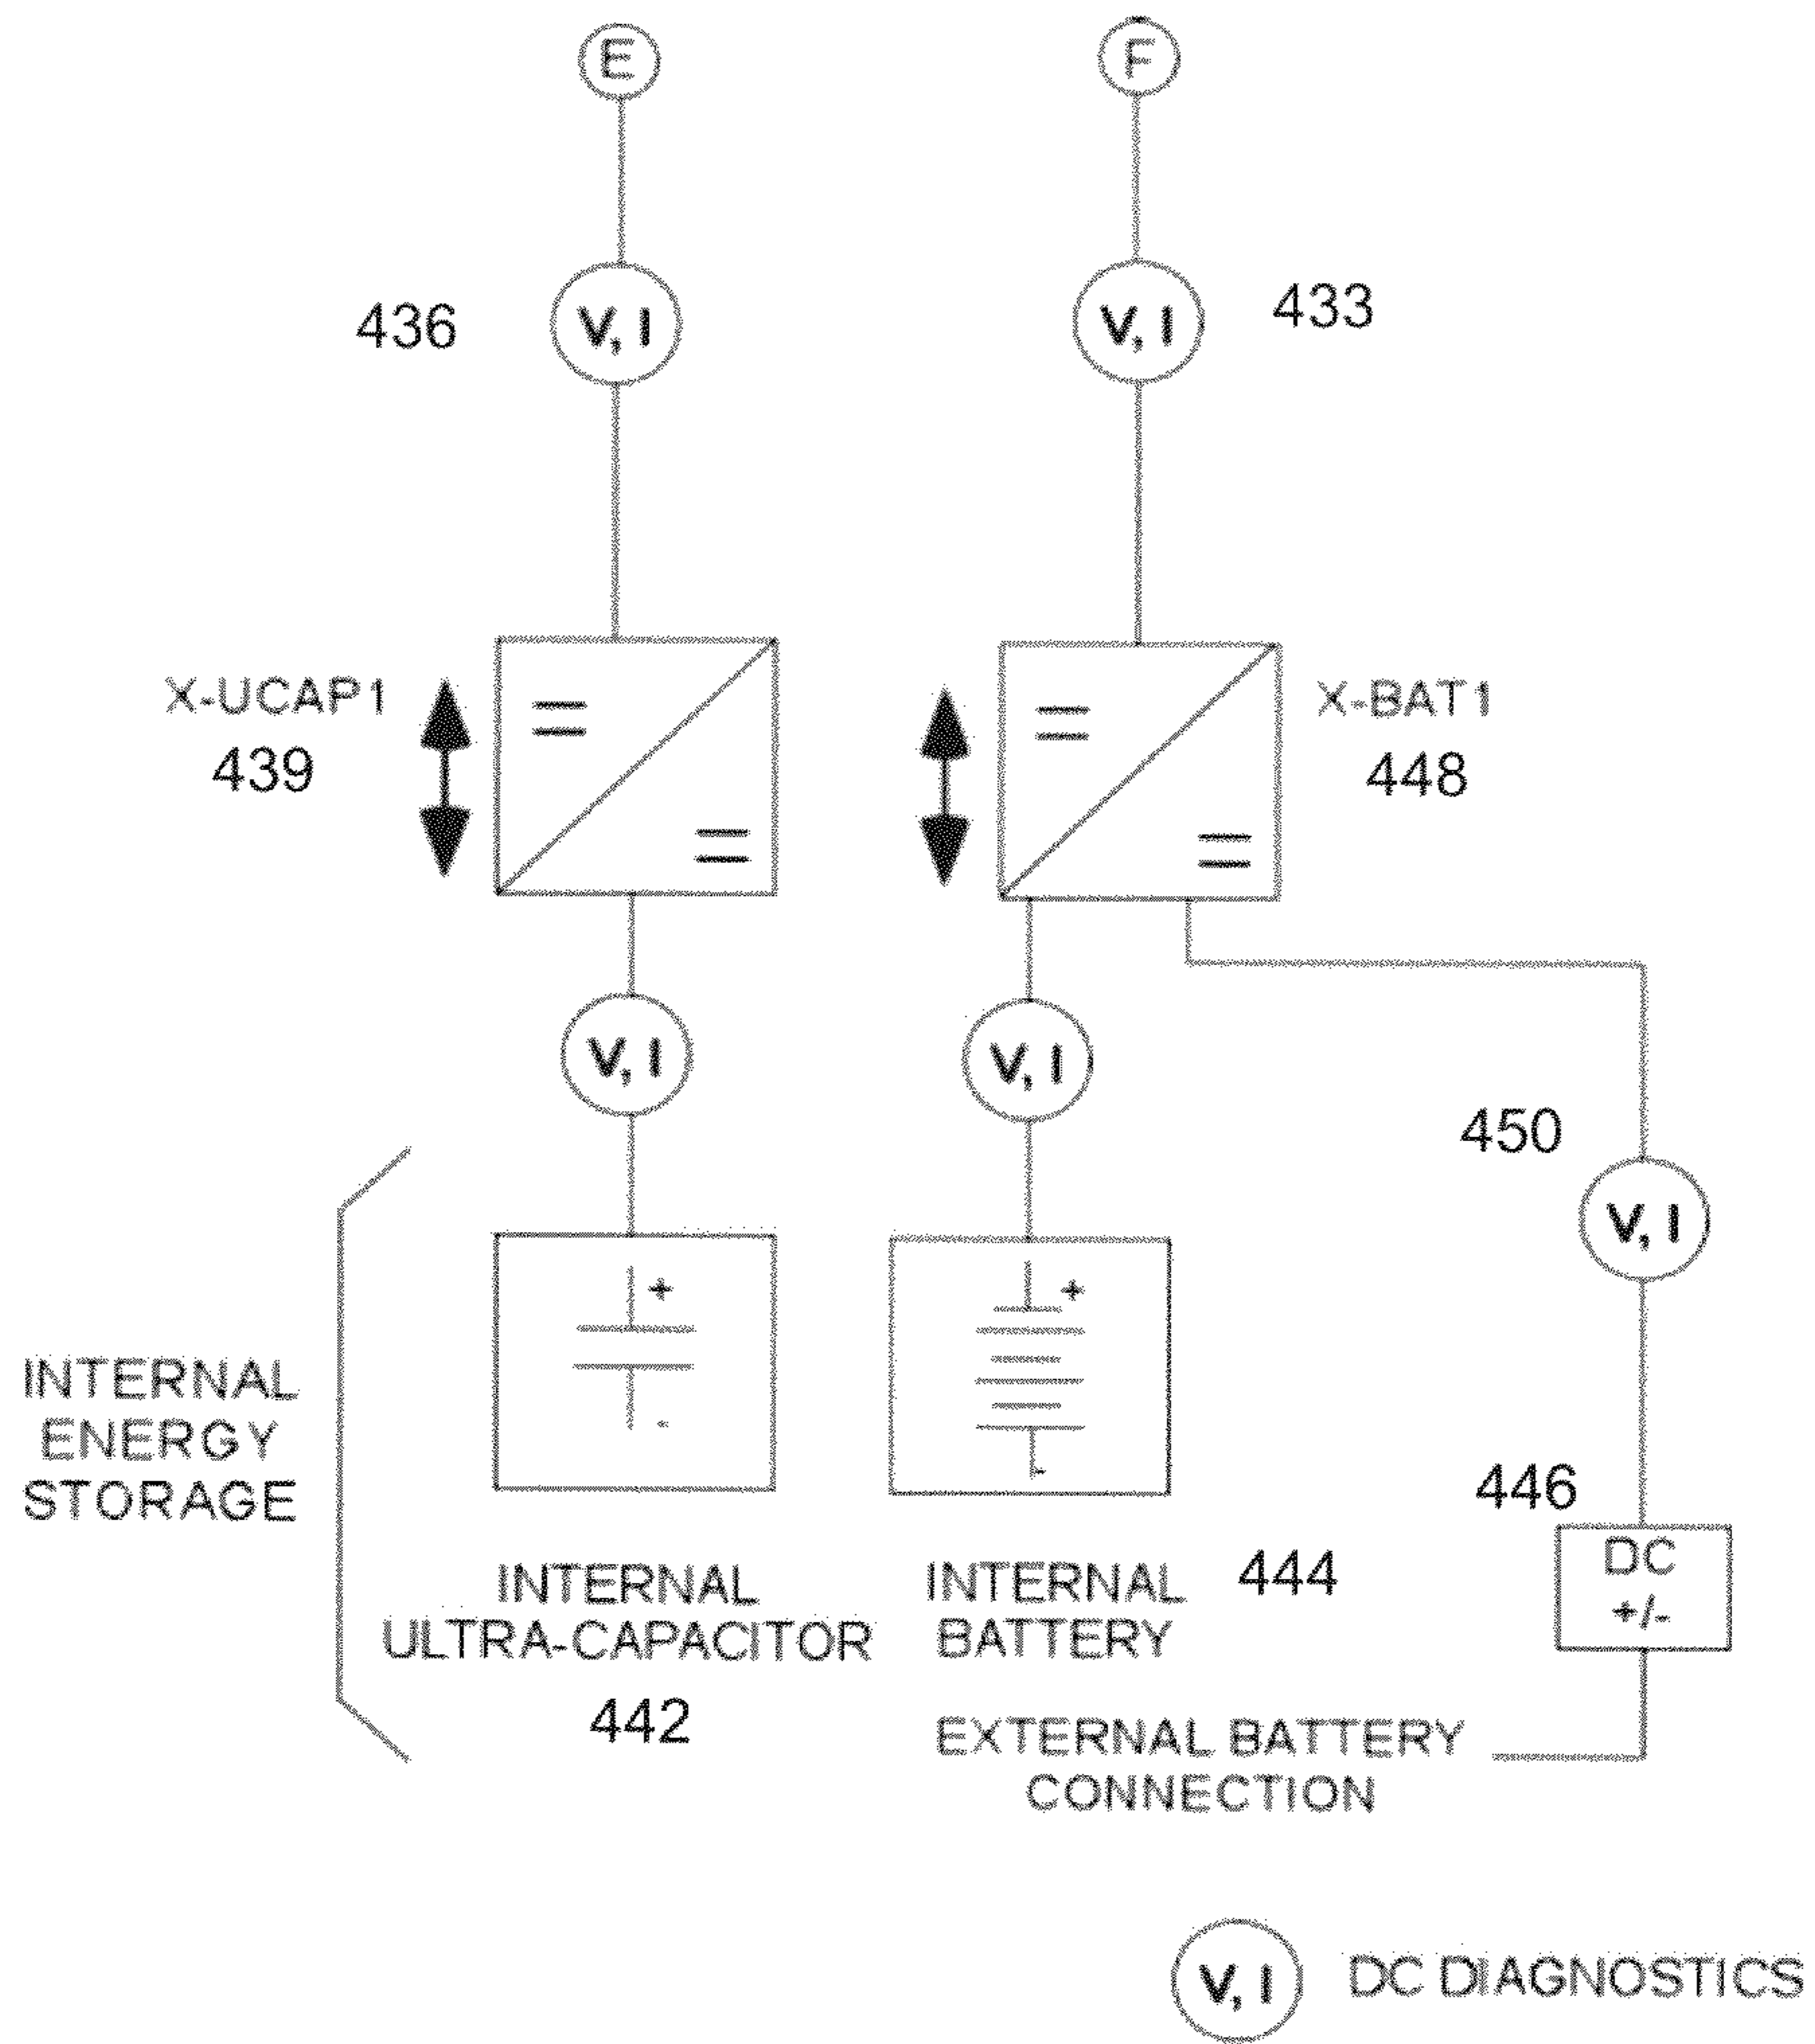 E
F
436
V, I
V, I
433
X-UCAP1
439
=
=
=
=
X-BAT1
448
V, I
V, I
450
V, I
+
-
+
-
INTERNAL
ENERGY
STORAGE
446
DC
+/-
INTERNAL
ULTRA-CAPACITOR
442
INTERNAL
BATTERY
444
EXTERNAL BATTERY
CONNECTION
V, I
DC DIAGNOSTICS